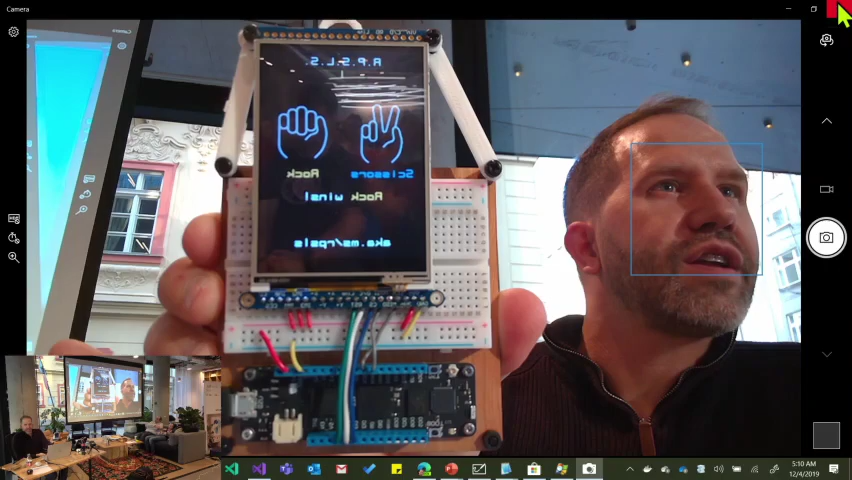 Camera
R.P.S.L.S.
Rock
Scissors
Rock wins!
aka.ms/rpsls
5:10 AM
12/4/2019